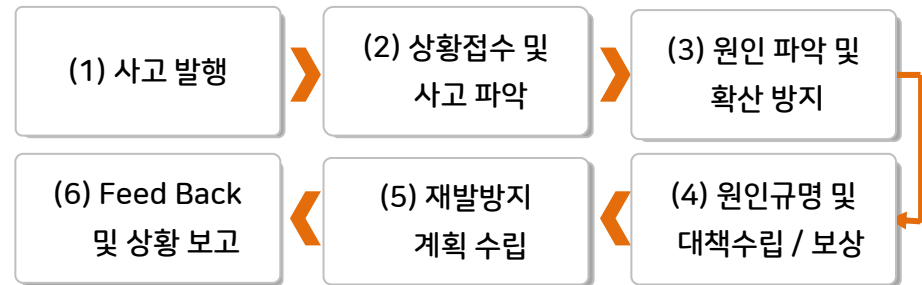 (1) 사고 발행
(2) 상황접수 및
사고 파악
(3) 원인 파악 및
확산 방지
(4) 원인규명 및
대책수립 / 보상
(5) 재발방지
계획 수립
(6) Feed Back
및 상황 보고